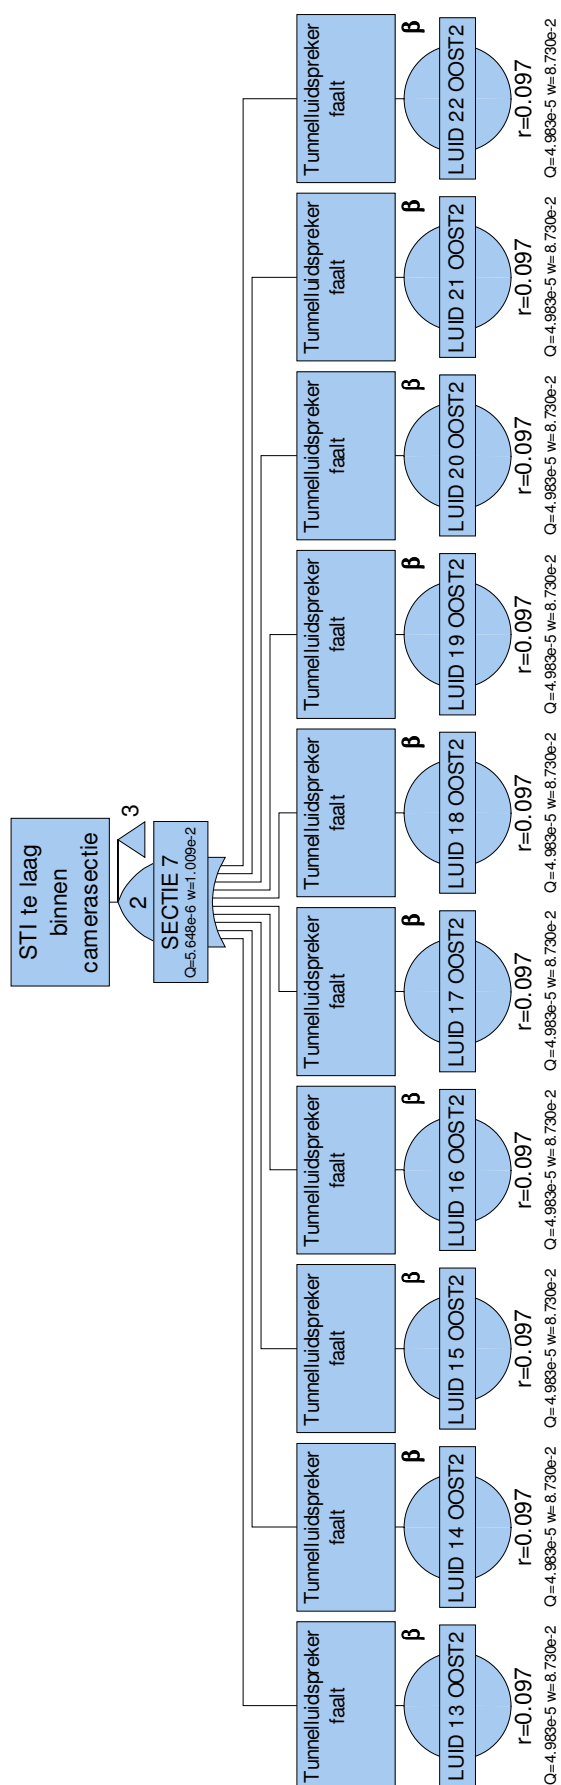 STI te laag
binnen
camerasectie
2
3
SECTIE 7
Q=5.648e-6 w=1.009e-2
Tunnelluidspreker
faalt
β
LUID 13 OOST2
r=0.097
Q=4.983e-5 w=8.730e-2
Tunnelluidspreker
faalt
β
LUID 14 OOST2
r=0.097
Q=4.983e-5 w=8.730e-2
Tunnelluidspreker
faalt
β
LUID 15 OOST2
r=0.097
Q=4.983e-5 w=8.730e-2
Tunnelluidspreker
faalt
β
LUID 16 OOST2
r=0.097
Q=4.983e-5 w=8.730e-2
Tunnelluidspreker
faalt
β
LUID 17 OOST2
r=0.097
Q=4.983e-5 w=8.730e-2
Tunnelluidspreker
faalt
β
LUID 18 OOST2
r=0.097
Q=4.983e-5 w=8.730e-2
Tunnelluidspreker
faalt
β
LUID 19 OOST2
r=0.097
Q=4.983e-5 w=8.730e-2
Tunnelluidspreker
faalt
β
LUID 20 OOST2
r=0.097
Q=4.983e-5 w=8.730e-2
Tunnelluidspreker
faalt
β
LUID 21 OOST2
r=0.097
Q=4.983e-5 w=8.730e-2
Tunnelluidspreker
faalt
β
LUID 22 OOST2
r=0.097
Q=4.983e-5 w=8.730e-2